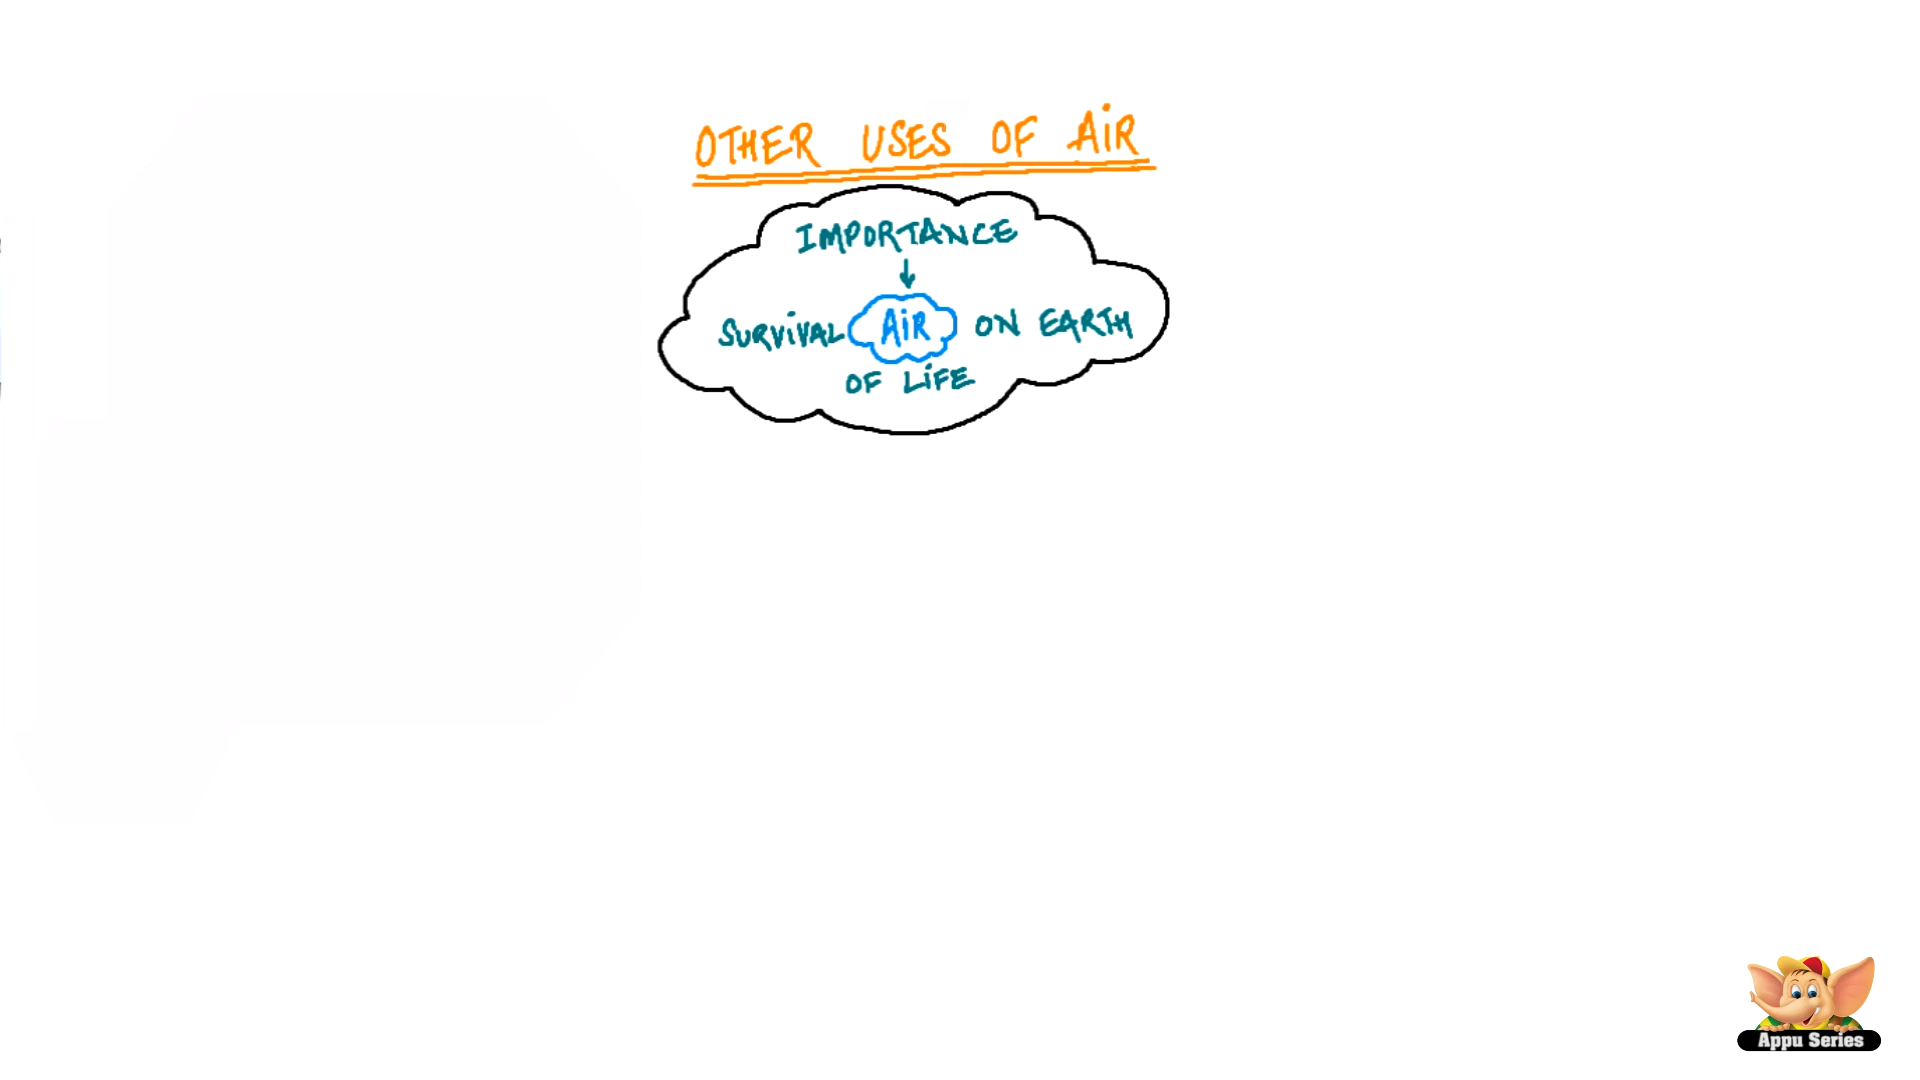 OTHER USES OF AiR
IMPORTANCE
SURViVAL AiR ON EARTH
OF LiFE
Appu Series